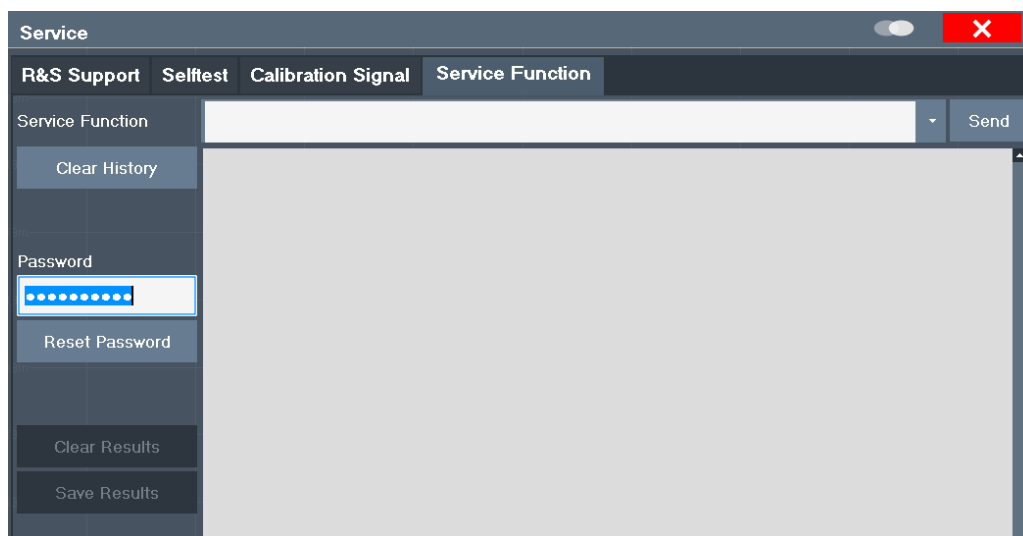 Service
R&S Support Selftest Calibration Signal Service Function
Service Function
Send
Clear History
Password
••••••••••
Reset Password
Clear Results
Save Results